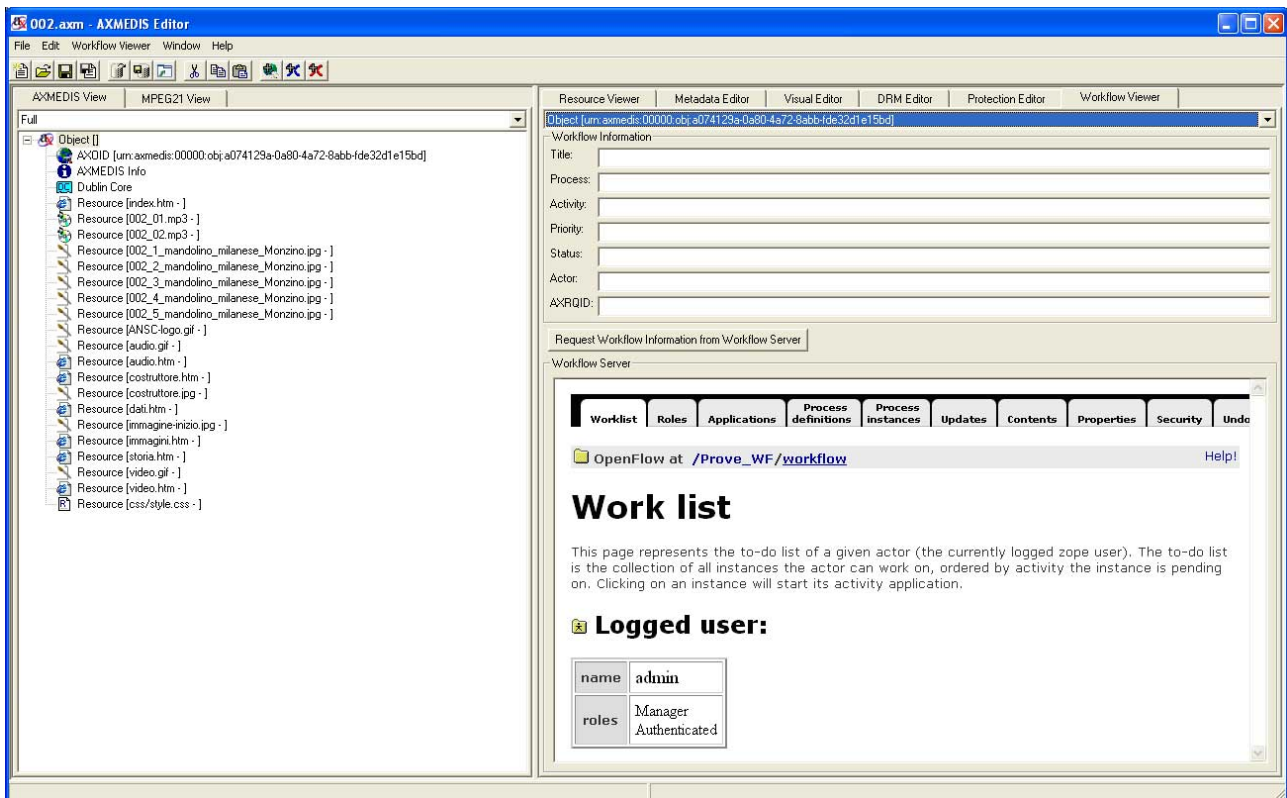 002.axm - AXMEDIS Editor
File Edit Workflow Viewer Window Help
AXMEDIS View MPEG21 View
Full
Object []
AXOID [urn:axmedis:00000:obj:a074129a-0a80-4a72-8abb-fde32d1e15bd]
AXMEDIS Info
DC Dublin Core
Resource [index.htm - ]
Resource [002_01.mp3 - ]
Resource [002_02.mp3 - ]
Resource [002_1_mandolino_milanese_Monzino.jpg - ]
Resource [002_2_mandolino_milanese_Monzino.jpg - ]
Resource [002_3_mandolino_milanese_Monzino.jpg - ]
Resource [002_4_mandolino_milanese_Monzino.jpg - ]
Resource [002_5_mandolino_milanese_Monzino.jpg - ]
Resource [ANSC-logo.gif - ]
Resource [audio.gif - ]
Resource [audio.htm - ]
Resource [costruttore.htm - ]
Resource [costruttore.jpg - ]
Resource [dati.htm - ]
Resource [immagine-inizio.jpg - ]
Resource [immagini.htm - ]
Resource [storia.htm - ]
Resource [video.gif - ]
Resource [video.htm - ]
Resource [css/style.css - ]
Resource Viewer Metadata Editor Visual Editor DRM Editor Protection Editor Workflow Viewer
Object [urn:axmedis:00000:obj:a074129a-0a80-4a72-8abb-fde32d1e15bd]
Workflow Information
Title:
Process:
Activity:
Priority:
Status:
Actor:
AXRQID:
Request Workflow Information from Workflow Server
Workflow Server
Worklist Roles Applications Process definitions Process instances Updates Contents Properties Security Undo
OpenFlow at /Prove_WF/workflow Help!
Work list
This page represents the to-do list of a given actor (the currently logged zope user). The to-do list
is the collection of all instances the actor can work on, ordered by activity the instance is pending
on. Clicking on an instance will start its activity application.
Logged user:
name admin
roles Manager
Authenticated